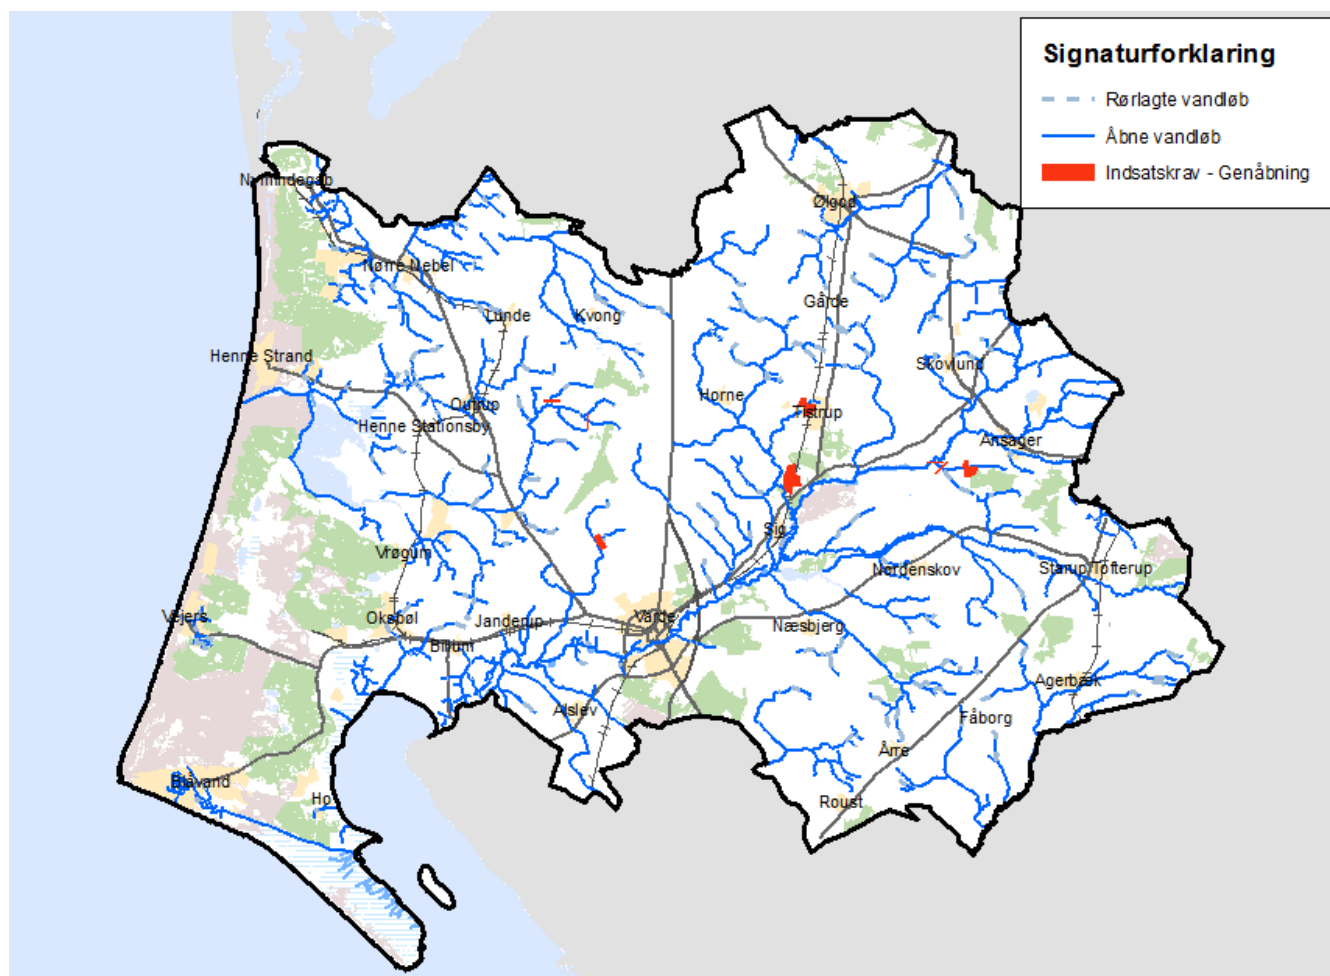 Signaturforklaring
Rørlagte vandløb
Åbne vandløb
Indsatskrav - Genåbning
Nymindegab
Ølgod
Nørre Nebel
Gårde
Lunde
Kvong
Henne Strand
Skovlund
Horne
Outrup
Tistrup
Henne Stationsby
Ansager
Sig
Vrøgum
Nordenskov
Starup/Tofterup
Vejers
Oksbøl
Janderup
Varde
Næsbjerg
Billum
Agerbæk
Alslev
Fåborg
Årre
Blåvand
Ho
Roust